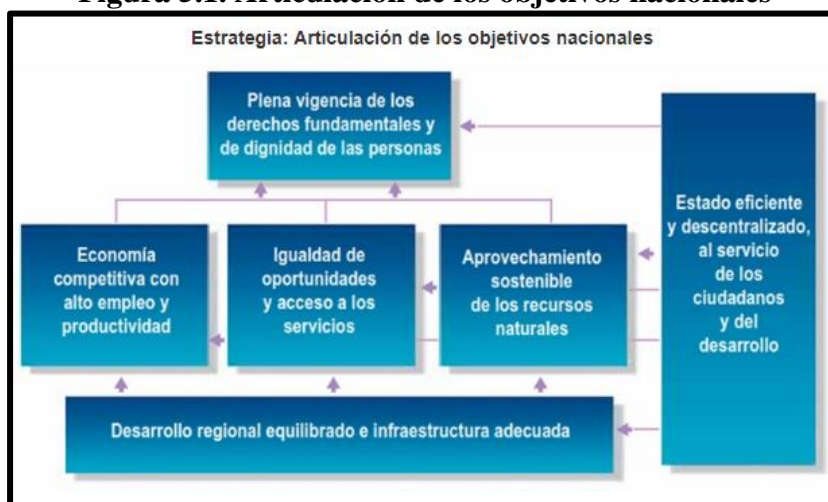 Figura 3.1. Articulación de los objetivos nacionales
Estrategia: Articulación de los objetivos nacionales
Plena vigencia de los
derechos fundamentales y
de dignidad de las personas
Economía
competitiva con
alto empleo y
productividad
Igualdad de
oportunidades
y acceso a los
servicios
Aprovechamiento
sostenible
de los recursos
naturales
Estado eficiente
y descentralizado,
al servicio
de los
ciudadanos
y del
desarrollo
Desarrollo regional equilibrado e infraestructura adecuada